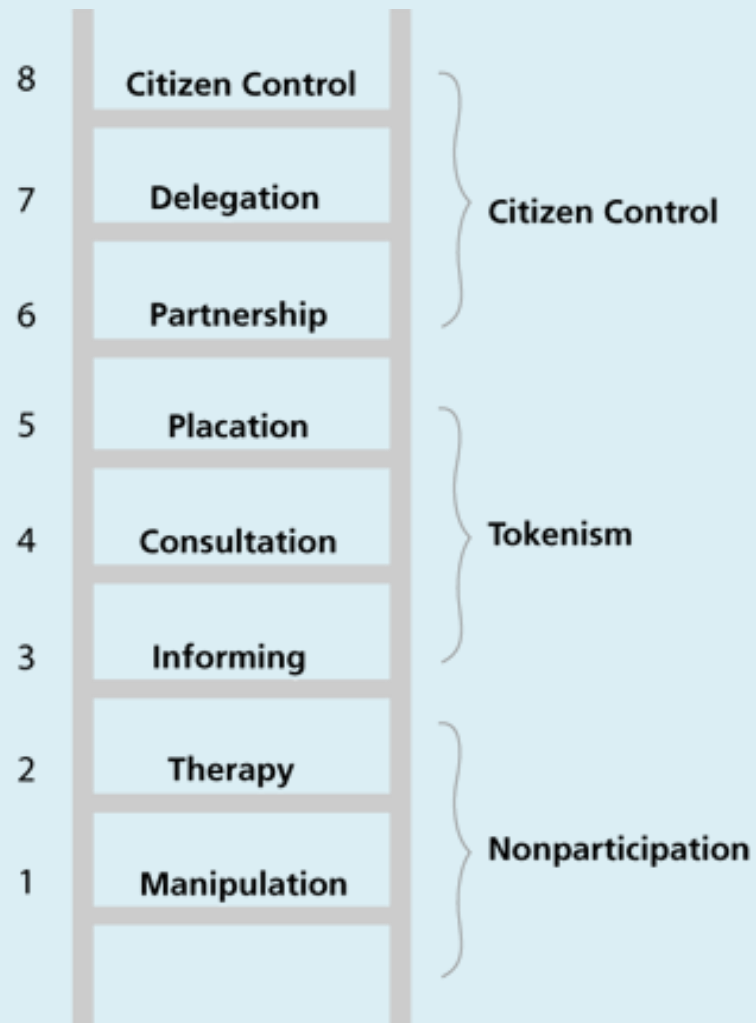 8 Citizen Control
7 Delegation
Citizen Control
6 Partnership
5 Placation
4 Consultation
Tokenism
3 Informing
2 Therapy
Nonparticipation
1 Manipulation